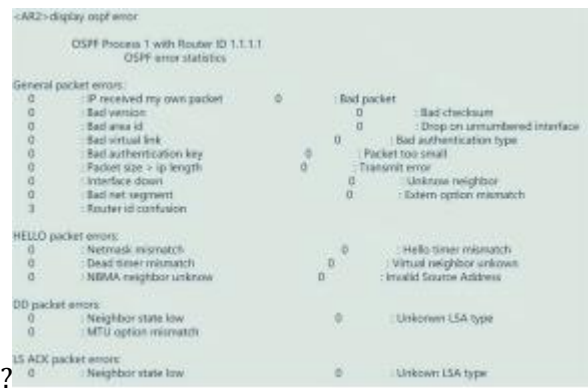 <AR2>display ospf error
OSPF Process 1 with Router ID 1.1.1.1
OSPF error statistics
General packet errors:
0 : IP received my own packet 0 : Bad packet
0 : Bad version 0 : Bad checksum
0 : Bad area id 0 : Drop on unnumbered interface
0 : Bad virtual link 0 : Bad authentication type
0 : Bad authentication key 0 : Packet too small
0 : Packet size > ip length 0 : Transmit error
0 : Interface down 0 : Unknow neighbor
0 : Bad net segment 0 : Extern option mismatch
3 : Router id confusion
HELLO packet errors:
0 : Netmask mismatch 0 : Hello timer mismatch
0 : Dead timer mismatch 0 : Virtual neighbor unkown
0 : NBMA neighbor unknow 0 : Invalid Source Address
DD packet errors:
0 : Neighbor state low 0 : Unkonwn LSA type
0 : MTU option mismatch
LS ACK packet errors:
? 0 : Neighbor state low 0 : Unkown LSA type